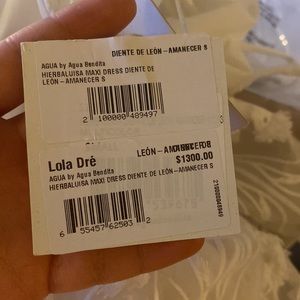 DIENTE DE LEÓN-AMANECER S
AGUA by Agua Bendita
HIERBALUISA MAXI DRESS DIENTE DE
LEÓN-AMANECER S
2 100000 489497
LEÓN-AMANECER
Lola Dré
$1300.00
AGUA by Agua Bendita
HIERBALUISA MAXI DRESS DIENTE DE LEÓN-AMANECER S
6 55457 62503 2